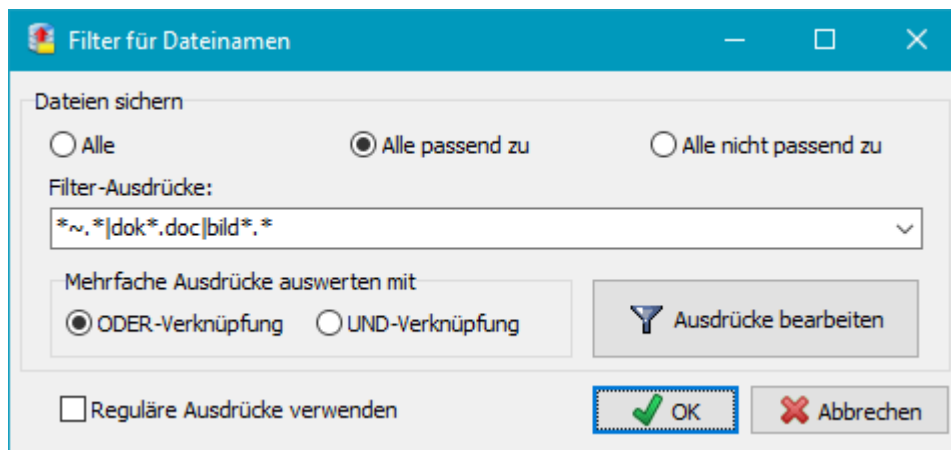 Filter für Dateinamen
Dateien sichern
Alle
Alle passend zu
Alle nicht passend zu
Filter-Ausdrücke:
*~.*|dok*.doc|bild*.*
Mehrfache Ausdrücke auswerten mit
ODER-Verknüpfung
UND-Verknüpfung
Ausdrücke bearbeiten
Reguläre Ausdrücke verwenden
OK
Abbrechen